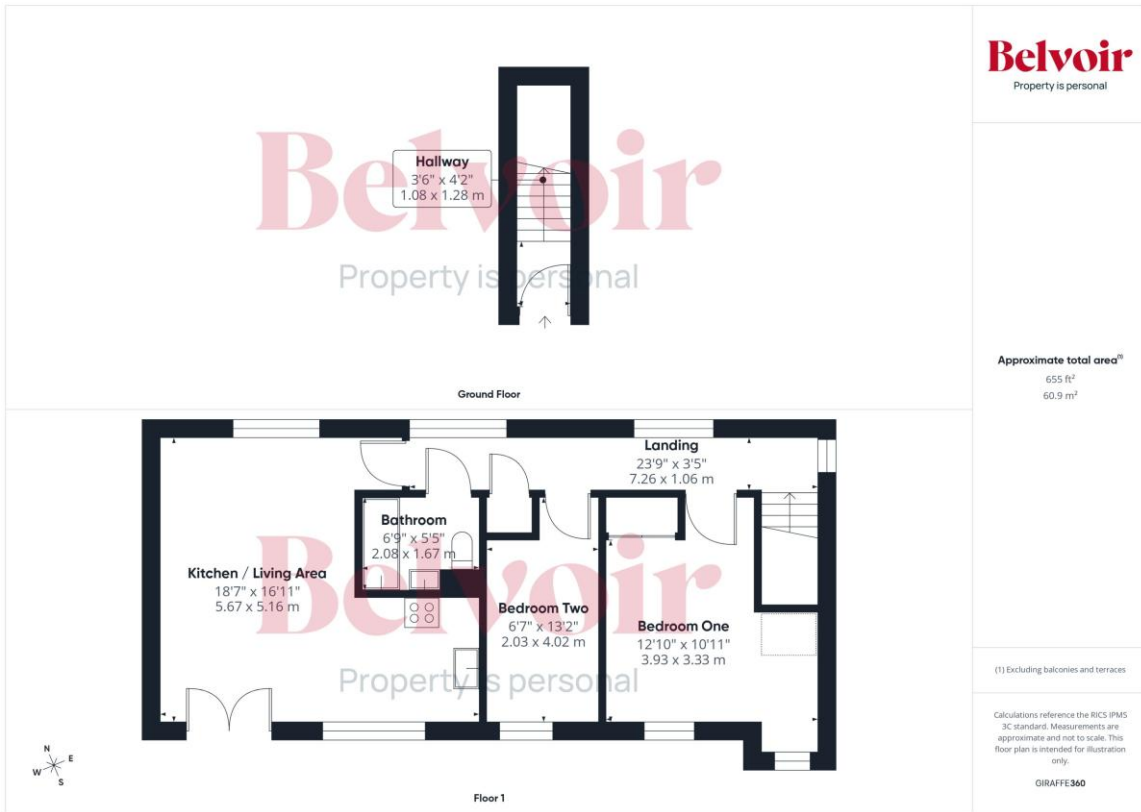 Belvoir
Property is personal
Belvoir
Property is personal
Hallway
3'6" x 4'2"
1.08 x 1.28 m
Ground Floor
Approximate total area(1)
655 ft²
60.9 m²
Landing
23'9" x 3'5"
7.26 x 1.06 m
Bathroom
6'9" x 5'5"
2.08 x 1.67 m
Belvoir
Property is personal
Kitchen / Living Area
18'7" x 16'11"
5.67 x 5.16 m
Bedroom Two
6'7" x 13'2"
2.03 x 4.02 m
Bedroom One
12'10" x 10'11"
3.93 x 3.33 m
N
E
W
S
Floor 1
(1) Excluding balconies and terraces
Calculations reference the RICS IPMS
3C standard. Measurements are
approximate and not to scale. This
floor plan is intended for illustration
only.
GIRAFFE360